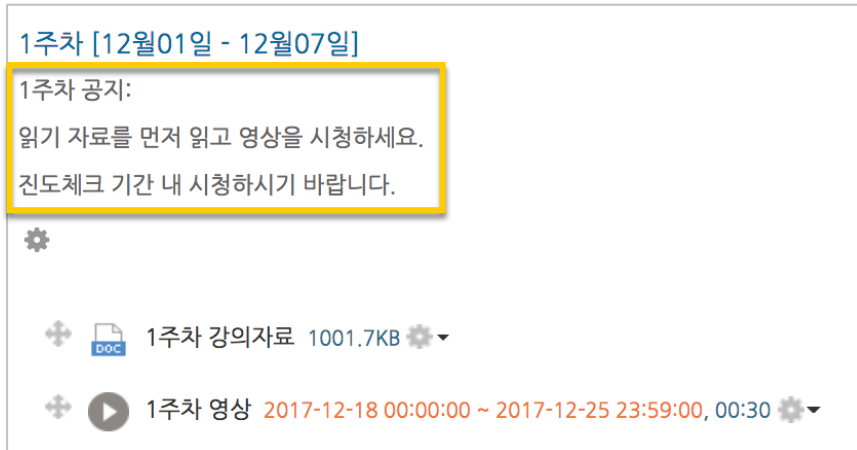 1주차 [12월01일 - 12월07일]
1주차 공지:
읽기 자료를 먼저 읽고 영상을 시청하세요.
진도체크 기간 내 시청하시기 바랍니다.
DOC 1주차 강의자료 1001.7KB
1주차 영상 2017-12-18 00:00:00 ~ 2017-12-25 23:59:00, 00:30